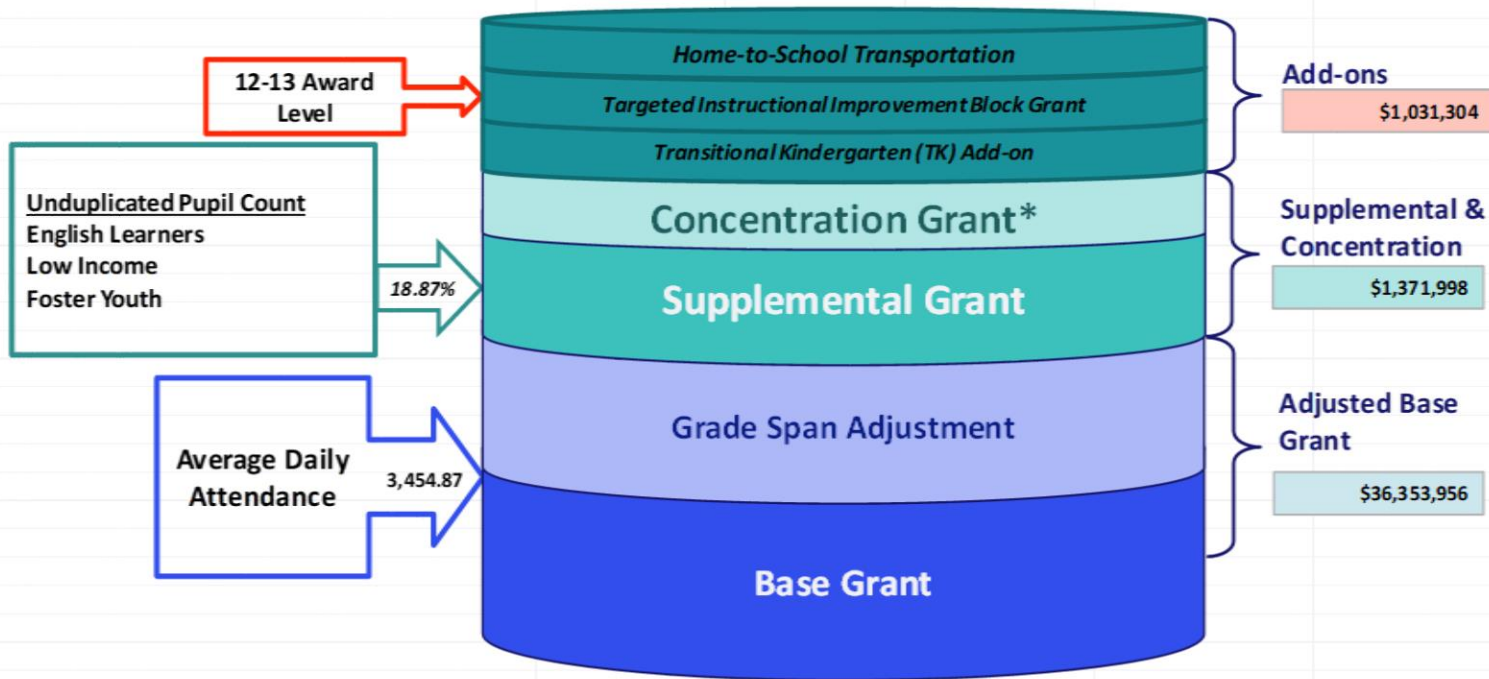 Home-to-School Transportation
12-13 Award
Level
Targeted Instructional Improvement Block Grant
Transitional Kindergarten (TK) Add-on
Add-ons
$1,031,304
Unduplicated Pupil Count
English Learners
Low Income
Foster Youth
18.87%
Concentration Grant*
Supplemental Grant
Supplemental &
Concentration
$1,371,998
Average Daily
Attendance
3,454.87
Grade Span Adjustment
Base Grant
Adjusted Base
Grant
$36,353,956